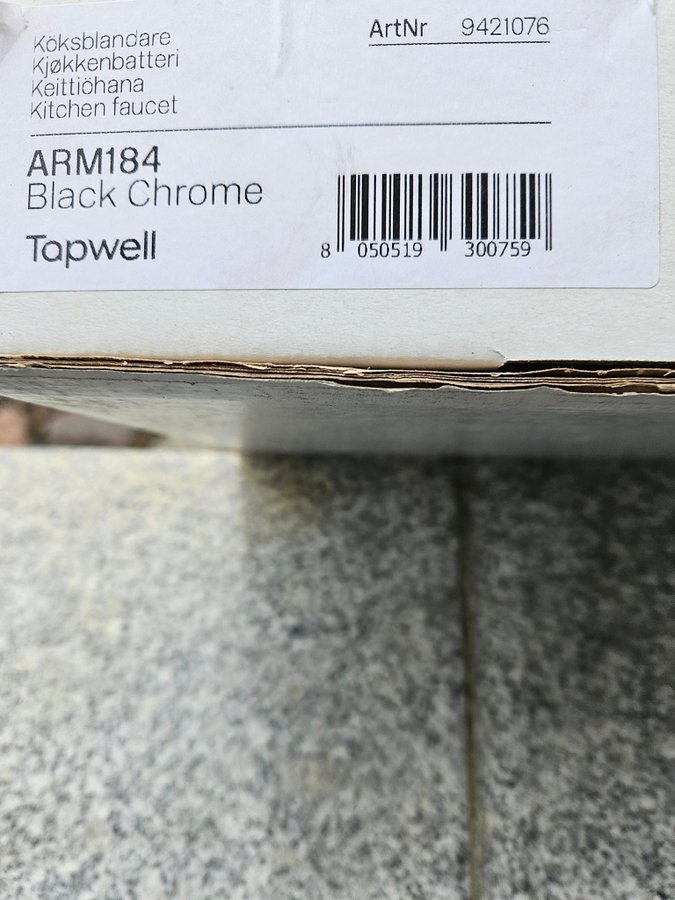 Köksblandare
Kjøkkenbatteri
Keittiöhana
Kitchen faucet
ArtNr 9421076
ARM184
Black Chrome
Tapwell
8 050519 300759